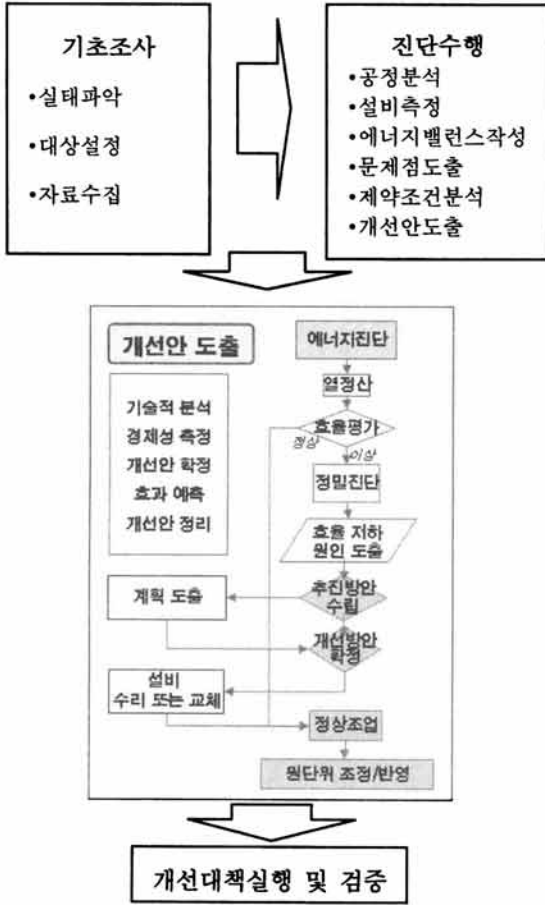 기초조사
•실태파악
•대상설정
•자료수집
진단수행
•공정분석
•설비측정
•에너지밸런스작성
•문제점도출
•제약조건분석
•개선안도출
개선안 도출
기술적 분석
경제성 측정
개선안 확정
효과 예측
개선안 정리
에너지진단
열정산
효율평가
정상
이상
정밀진단
효율 저하
원인 도출
추진방안
수립
계획 도출
개선방안
확정
설비
수리 또는 교체
정상조업
원단위 조정/반영
개선대책실행 및 검증